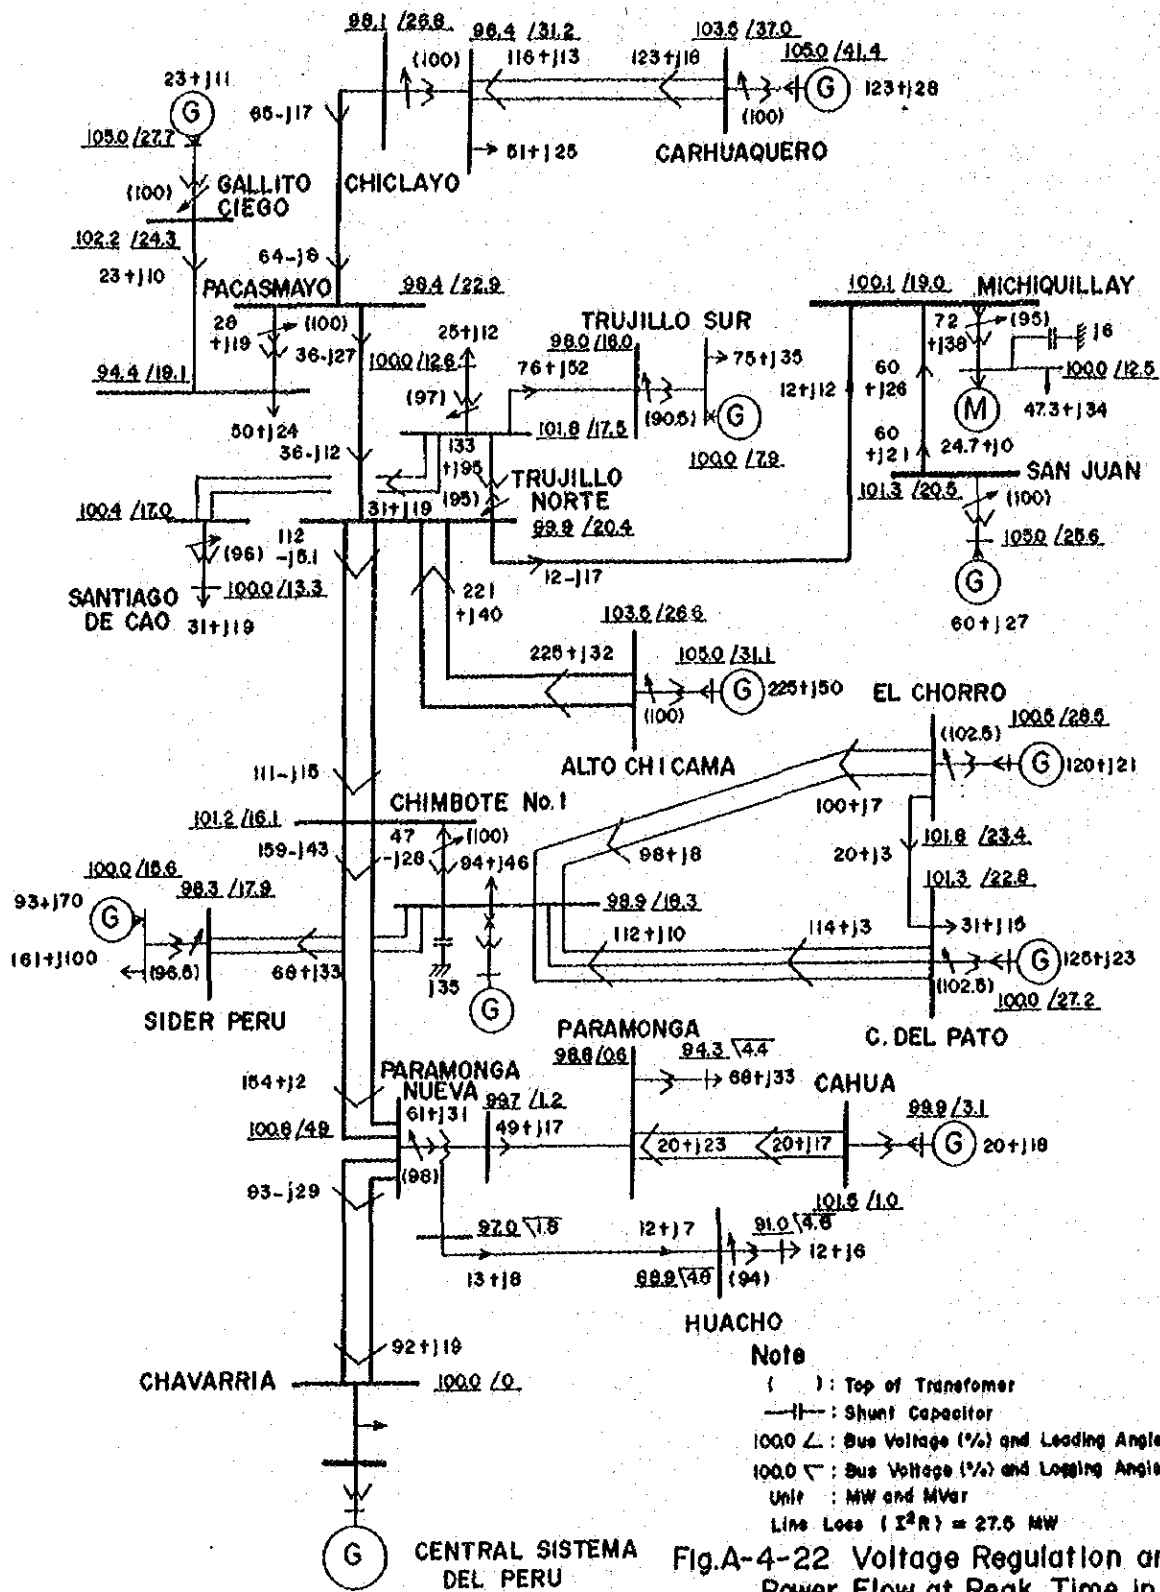 98.1 /26.8
98.4 /31.2
103.5 /37.0
(100)
116+j13
123+j18
105.0 /41.4
23+j11
G
G
123+j28
65-j17
(100)
105.0 /27.7
51+j25
CARHUAQUERO
(100)
GALLITO
CIEGO
CHICLAYO
102.2 /24.3
23+j10
64-j8
PACASMAYO
98.4 /22.9
100.1 /19.0
MICHIQUILLAY
28
+j19
(100)
36-j27
25+j12
TRUJILLO SUR
72
+j38
(95)
j6
100.0 /12.6
98.0 /16.0
94.4 /19.1
76+j52
75+j35
12+j12
60
+j26
100.0 /12.5
(97)
(90.5)
G
M
47.3+j34
50+j24
133
+j95
101.8 /17.5
60
+j21
24.7+j0
36-j12
100.0 /7.9
SAN JUAN
TRUJILLO
NORTE
(95)
101.3 /20.5
(100)
100.4 /17.0
31+j19
99.8 /20.4
105.0 /25.6
112
-j5.1
(96)
12-j17
G
100.0 /13.3
221
+j40
SANTIAGO
DE CAO
31+j19
103.5 /26.6
60+j27
225+j32
105.0 /31.1
EL CHORRO
G
225+j50
(100)
100.5 /28.5
(102.5)
G
120+j21
111-j15
ALTO CHICAMA
100+j7
CHIMBOTE No.1
101.2 /16.1
47
-j28
(100)
101.8 /23.4
159-j43
98+j8
20+j3
94+j46
100.0 /15.6
101.3 /22.8
98.3 /17.9
93+j70
G
98.9 /18.3
31+j15
112+j10
114+j3
161+j100
(96.5)
68+j33
j35
G
(102.5)
G
125+j23
100.0 /27.2
SIDER PERU
PARAMONGA
C. DEL PATO
98.8 /0.6
94.3 \4.4
154+j2
PARAMONGA
NUEVA
68+j33
CAHUA
61+j31
99.7 /1.2
99.9 /3.1
100.8 /4.9
49+j17
20+j23
20+j17
G
20+j18
(98)
93-j29
101.5 /1.0
97.0 \1.8
12+j7
91.0 \4.6
12+j6
13+j8
88.9 \4.6
(94)
HUACHO
92+j19
Note
CHAVARRIA
100.0 /0
( ) : Top of Transfomer
: Shunt Capacitor
100.0 ∠ : Bus Voltage (%) and Leading Angle
100.0 : Bus Voltage (%) and Logging Angle
Unit : MW and MVar
Line Loss ( I²R ) = 27.6 MW
G
CENTRAL SISTEMA
DEL PERU
Fig.A-4-22 Voltage Regulation an
Power Flow at Peak Time in